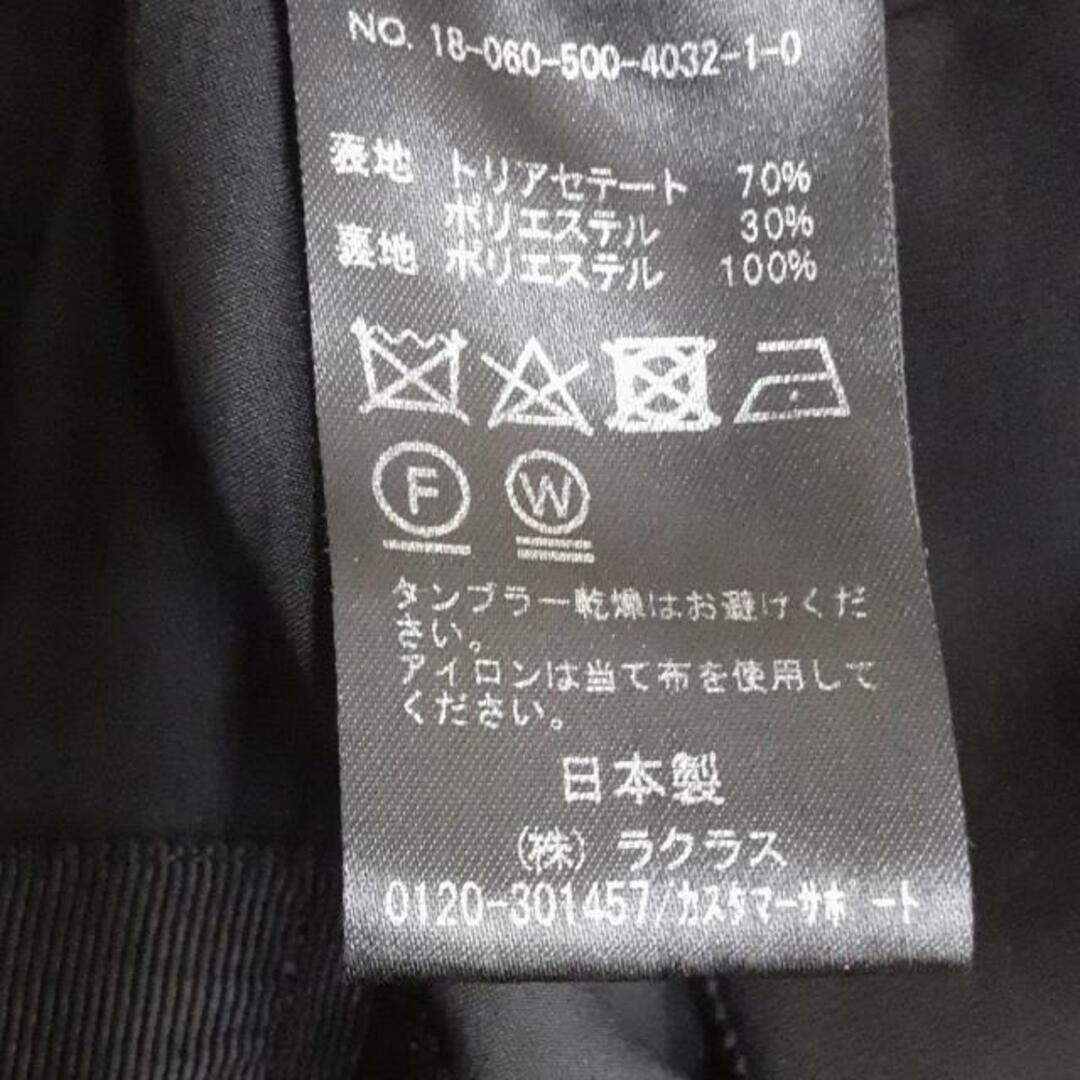 NO. 18-060-500-4032-1-0
表地 トリアセテート 70%
ポリエステル 30%
裏地 ポリエステル 100%
F W
タンブラー乾燥はお避けくだ
さい。
アイロンは当て布を使用して
ください。
日本製
(株) ラクラス
0120-301457/カスタマーサポート